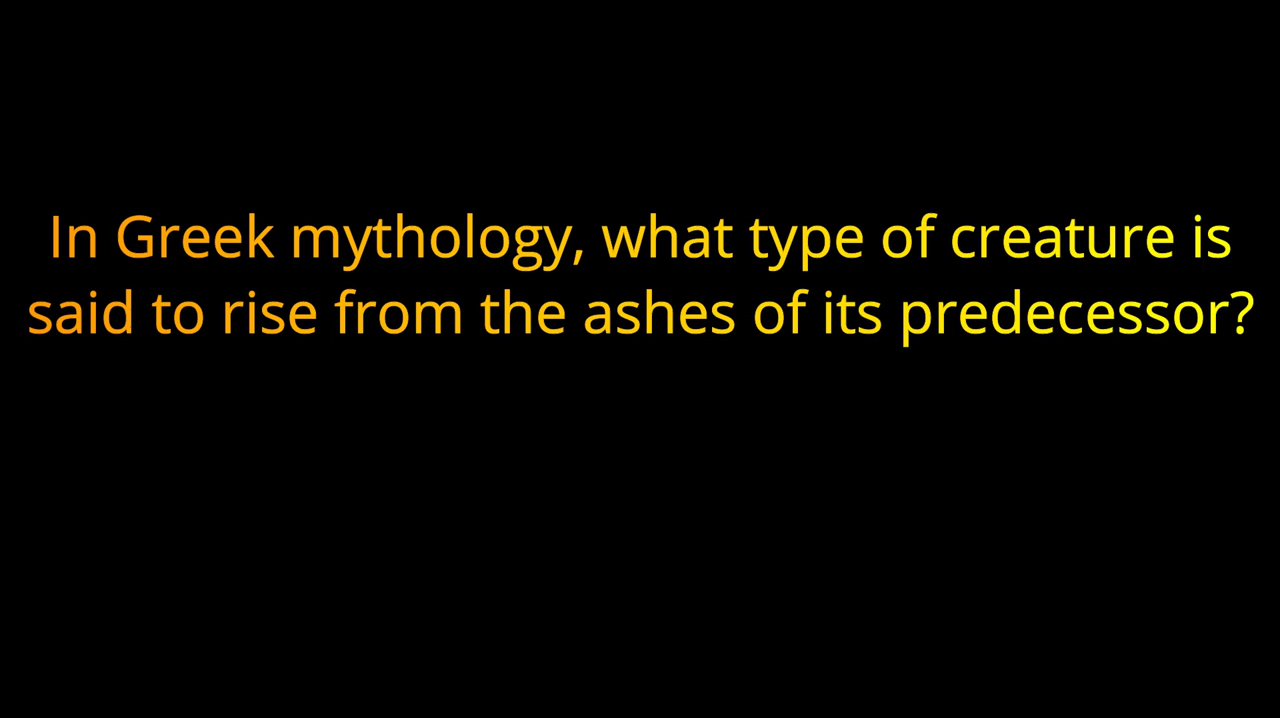 In Greek mythology, what type of creature is
said to rise from the ashes of its predecessor?